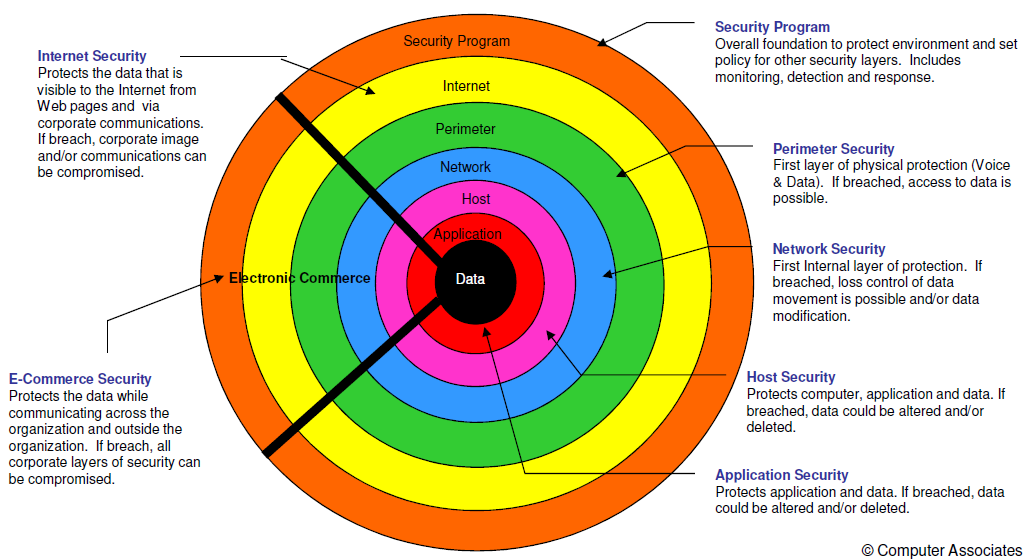 Security Program
Internet
Perimeter
Network
Host
Application
Data
Electronic Commerce
Internet Security
Protects the data that is
visible to the Internet from
Web pages and via
corporate communications.
If breach, corporate image
and/or communications can
be compromised.
E-Commerce Security
Protects the data while
communicating across the
organization and outside the
organization. If breach, all
corporate layers of security can
be compromised.
Security Program
Overall foundation to protect environment and set
policy for other security layers. Includes
monitoring, detection and response.
Perimeter Security
First layer of physical protection (Voice
& Data). If breached, access to data is
possible.
Network Security
First Internal layer of protection. If
breached, loss control of data
movement is possible and/or data
modification.
Host Security
Protects computer, application and data. If
breached, data could be altered and/or
deleted.
Application Security
Protects application and data. If breached, data
could be altered and/or deleted.
© Computer Associates